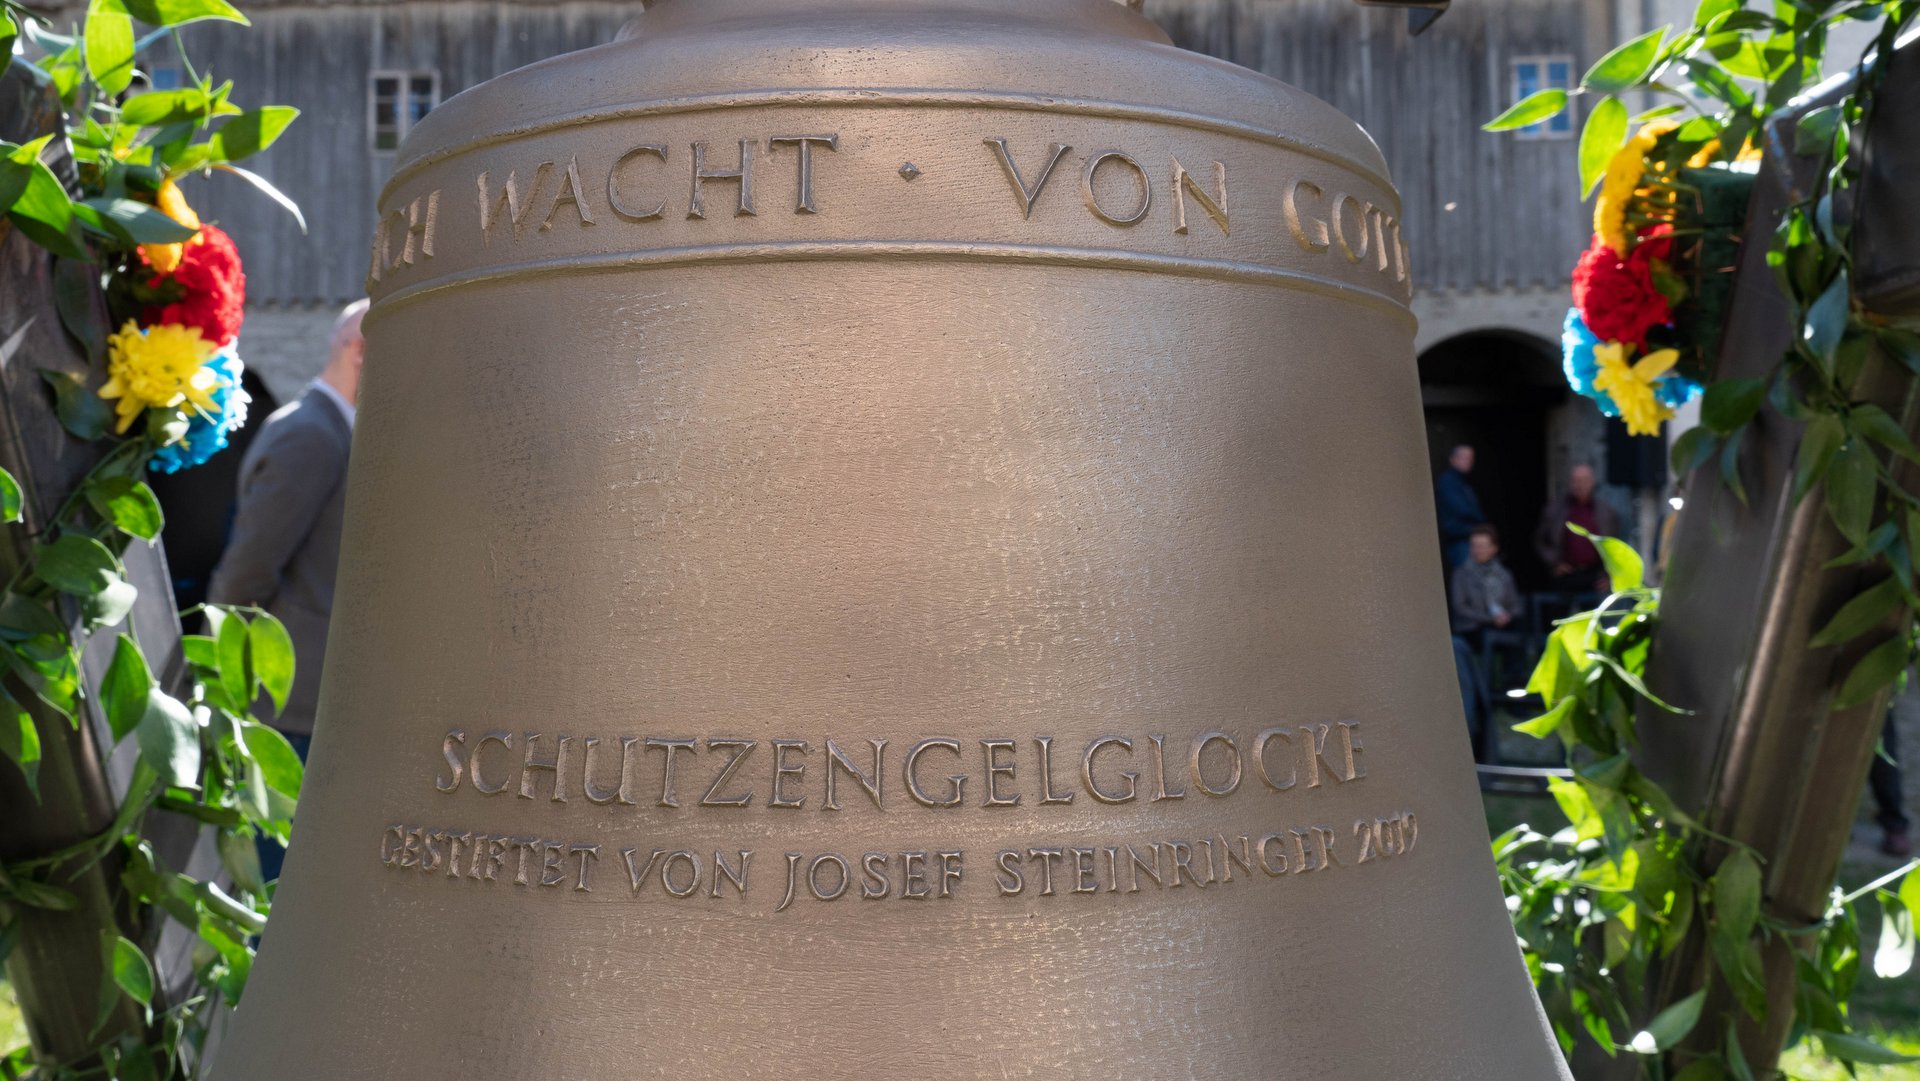 WACHT · VON
SCHUTZENGELGLOCKE
GESTIFTET VON JOSEF STEINRINGER 2019